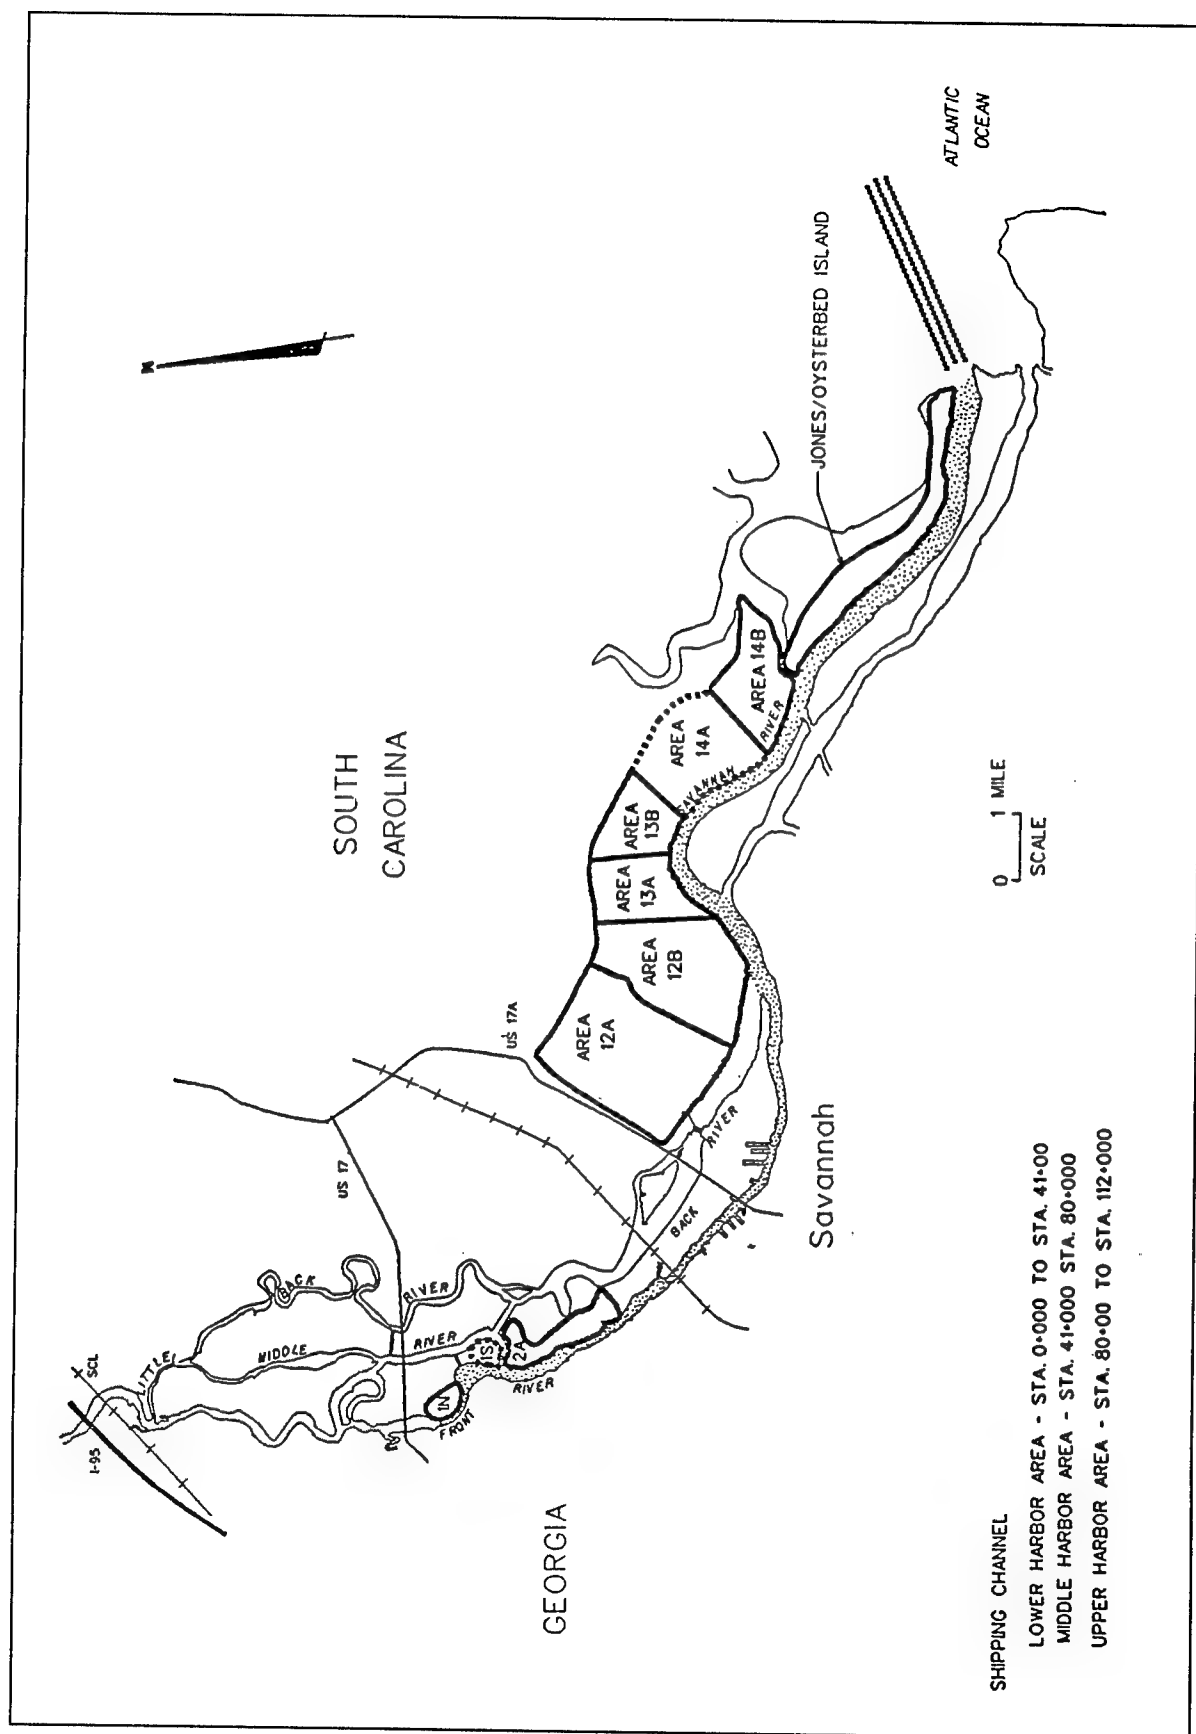 I-95
SCL
LITTLE
BACK
RIVER
MIDDLE
RIVER
1N
FRONT
RIVER
1S
2A
US 17
US 17A
BACK
RIVER
SOUTH
CAROLINA
GEORGIA
Savannah
AREA
12A
AREA
12B
AREA
13A
AREA
13B
AREA
14A
AREA 14B
SAVANNAH
RIVER
JONES/OYSTERBED ISLAND
ATLANTIC
OCEAN
N
0 1 MILE
SCALE
SHIPPING CHANNEL
LOWER HARBOR AREA - STA. 0+000 TO STA. 41+00
MIDDLE HARBOR AREA - STA. 41+000 STA. 80+000
UPPER HARBOR AREA - STA. 80+00 TO STA. 112+000